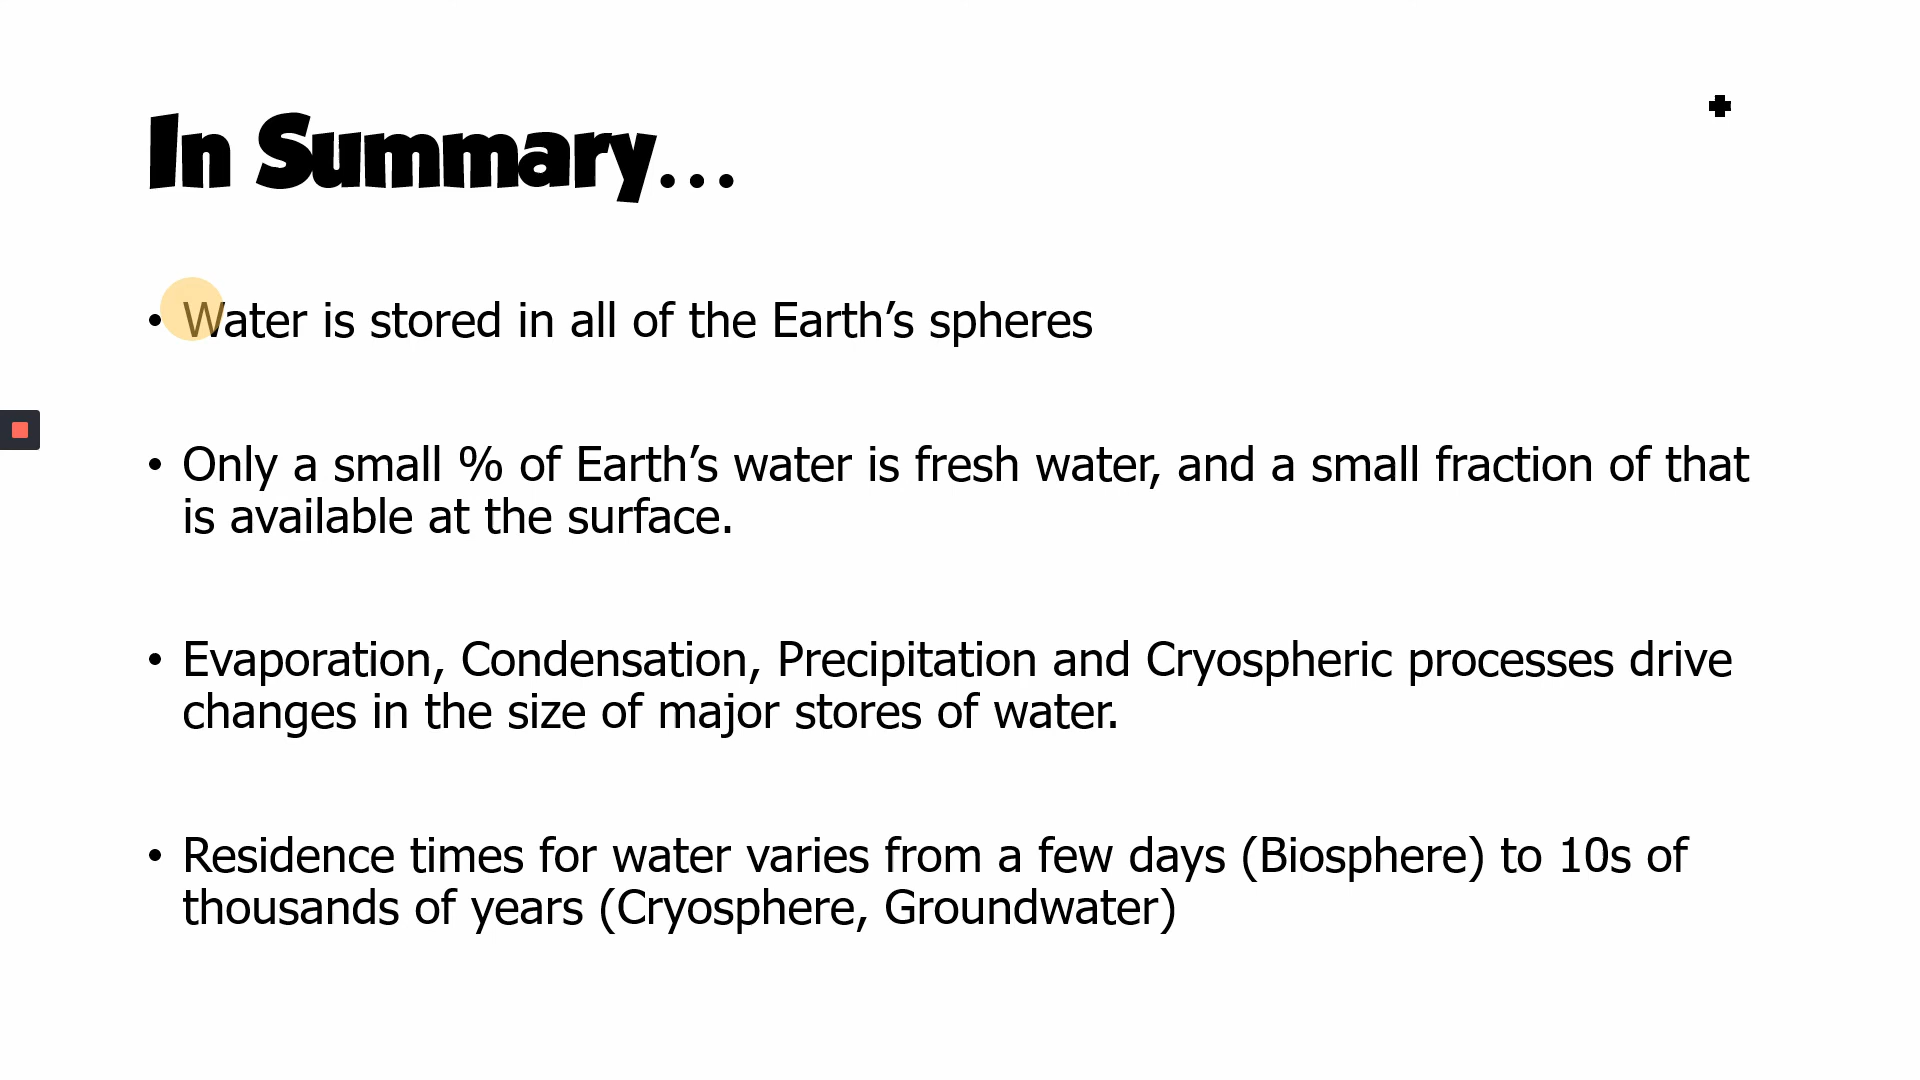 In Summary...
• Water is stored in all of the Earth’s spheres
• Only a small % of Earth’s water is fresh water, and a small fraction of that
is available at the surface.
• Evaporation, Condensation, Precipitation and Cryospheric processes drive
changes in the size of major stores of water.
• Residence times for water varies from a few days (Biosphere) to 10s of
thousands of years (Cryosphere, Groundwater)